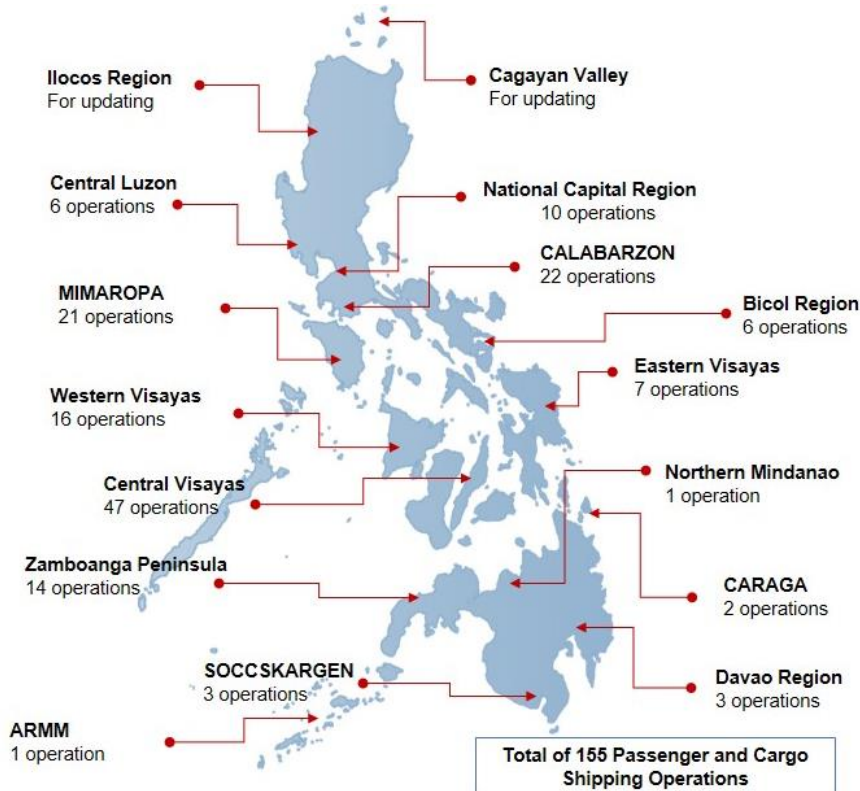 Ilocos Region
For updating
Cagayan Valley
For updating
Central Luzon
6 operations
National Capital Region
10 operations
CALABARZON
22 operations
MIMAROPA
21 operations
Bicol Region
6 operations
Eastern Visayas
7 operations
Western Visayas
16 operations
Central Visayas
47 operations
Northern Mindanao
1 operation
Zamboanga Peninsula
14 operations
CARAGA
2 operations
SOCCSKARGEN
3 operations
Davao Region
3 operations
ARMM
1 operation
Total of 155 Passenger and Cargo
Shipping Operations